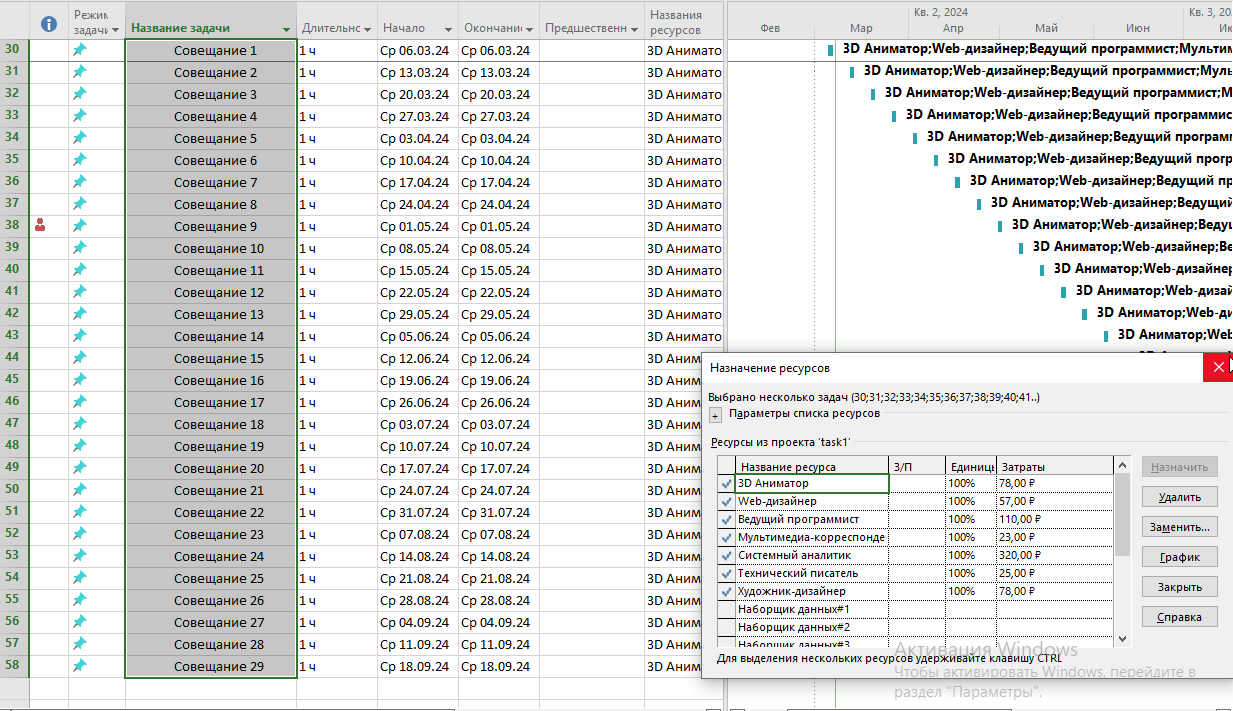 Кв. 2, 2024 Кв. 3, 20
Режим задачи Название задачи Длительнс Начало Окончани Предшественн Названия ресурсов Фев Мар Апр Май Июн Ию
30 Совещание 1 1 ч Ср 06.03.24 Ср 06.03.24 3D Анимато 3D Аниматор;Web-дизайнер;Ведущий программист;Мультим
31 Совещание 2 1 ч Ср 13.03.24 Ср 13.03.24 3D Анимато 3D Аниматор;Web-дизайнер;Ведущий программист;Муль
32 Совещание 3 1 ч Ср 20.03.24 Ср 20.03.24 3D Анимато 3D Аниматор;Web-дизайнер;Ведущий программист;М
33 Совещание 4 1 ч Ср 27.03.24 Ср 27.03.24 3D Анимато 3D Аниматор;Web-дизайнер;Ведущий программис
34 Совещание 5 1 ч Ср 03.04.24 Ср 03.04.24 3D Анимато 3D Аниматор;Web-дизайнер;Ведущий программ
35 Совещание 6 1 ч Ср 10.04.24 Ср 10.04.24 3D Анимато 3D Аниматор;Web-дизайнер;Ведущий прогр
36 Совещание 7 1 ч Ср 17.04.24 Ср 17.04.24 3D Анимато 3D Аниматор;Web-дизайнер;Ведущий пр
37 Совещание 8 1 ч Ср 24.04.24 Ср 24.04.24 3D Анимато 3D Аниматор;Web-дизайнер;Ведущий
38 Совещание 9 1 ч Ср 01.05.24 Ср 01.05.24 3D Анимато 3D Аниматор;Web-дизайнер;Веду
39 Совещание 10 1 ч Ср 08.05.24 Ср 08.05.24 3D Анимато 3D Аниматор;Web-дизайнер;Ве
40 Совещание 11 1 ч Ср 15.05.24 Ср 15.05.24 3D Анимато 3D Аниматор;Web-дизайнер
41 Совещание 12 1 ч Ср 22.05.24 Ср 22.05.24 3D Анимато 3D Аниматор;Web-дизай
42 Совещание 13 1 ч Ср 29.05.24 Ср 29.05.24 3D Анимато 3D Аниматор;Web-ди
43 Совещание 14 1 ч Ср 05.06.24 Ср 05.06.24 3D Анимато 3D Аниматор;Web
44 Совещание 15 1 ч Ср 12.06.24 Ср 12.06.24 3D Аним
45 Совещание 16 1 ч Ср 19.06.24 Ср 19.06.24 3D Аним
46 Совещание 17 1 ч Ср 26.06.24 Ср 26.06.24 3D Аним
47 Совещание 18 1 ч Ср 03.07.24 Ср 03.07.24 3D Аним
48 Совещание 19 1 ч Ср 10.07.24 Ср 10.07.24 3D Аним
49 Совещание 20 1 ч Ср 17.07.24 Ср 17.07.24 3D Аним
50 Совещание 21 1 ч Ср 24.07.24 Ср 24.07.24 3D Аним
51 Совещание 22 1 ч Ср 31.07.24 Ср 31.07.24 3D Аним
52 Совещание 23 1 ч Ср 07.08.24 Ср 07.08.24 3D Аним
53 Совещание 24 1 ч Ср 14.08.24 Ср 14.08.24 3D Аним
54 Совещание 25 1 ч Ср 21.08.24 Ср 21.08.24 3D Аним
55 Совещание 26 1 ч Ср 28.08.24 Ср 28.08.24 3D Аним
56 Совещание 27 1 ч Ср 04.09.24 Ср 04.09.24 3D Аним
57 Совещание 28 1 ч Ср 11.09.24 Ср 11.09.24 3D Аним
58 Совещание 29 1 ч Ср 18.09.24 Ср 18.09.24 3D Аним
Назначение ресурсов
Выбрано несколько задач (30;31;32;33;34;35;36;37;38;39;40;41..)
+ Параметры списка ресурсов
Ресурсы из проекта 'task1'
Название ресурса З/П Единиць Затраты
3D Аниматор 100% 78,00 ₽
Web-дизайнер 100% 57,00 ₽
Ведущий программист 100% 110,00 ₽
Мультимедиа-корреспонде 100% 23,00 ₽
Системный аналитик 100% 320,00 ₽
Технический писатель 100% 25,00 ₽
Художник-дизайнер 100% 78,00 ₽
Наборщик данных#1
Наборщик данных#2
Наборщик данных#3
Назначить
Удалить
Заменить...
График
Закрыть
Справка
Для выделения нескольких ресурсов удерживайте клавишу CTRL
Активация Windows
Чтобы активировать Windows, перейдите в
раздел "Параметры".